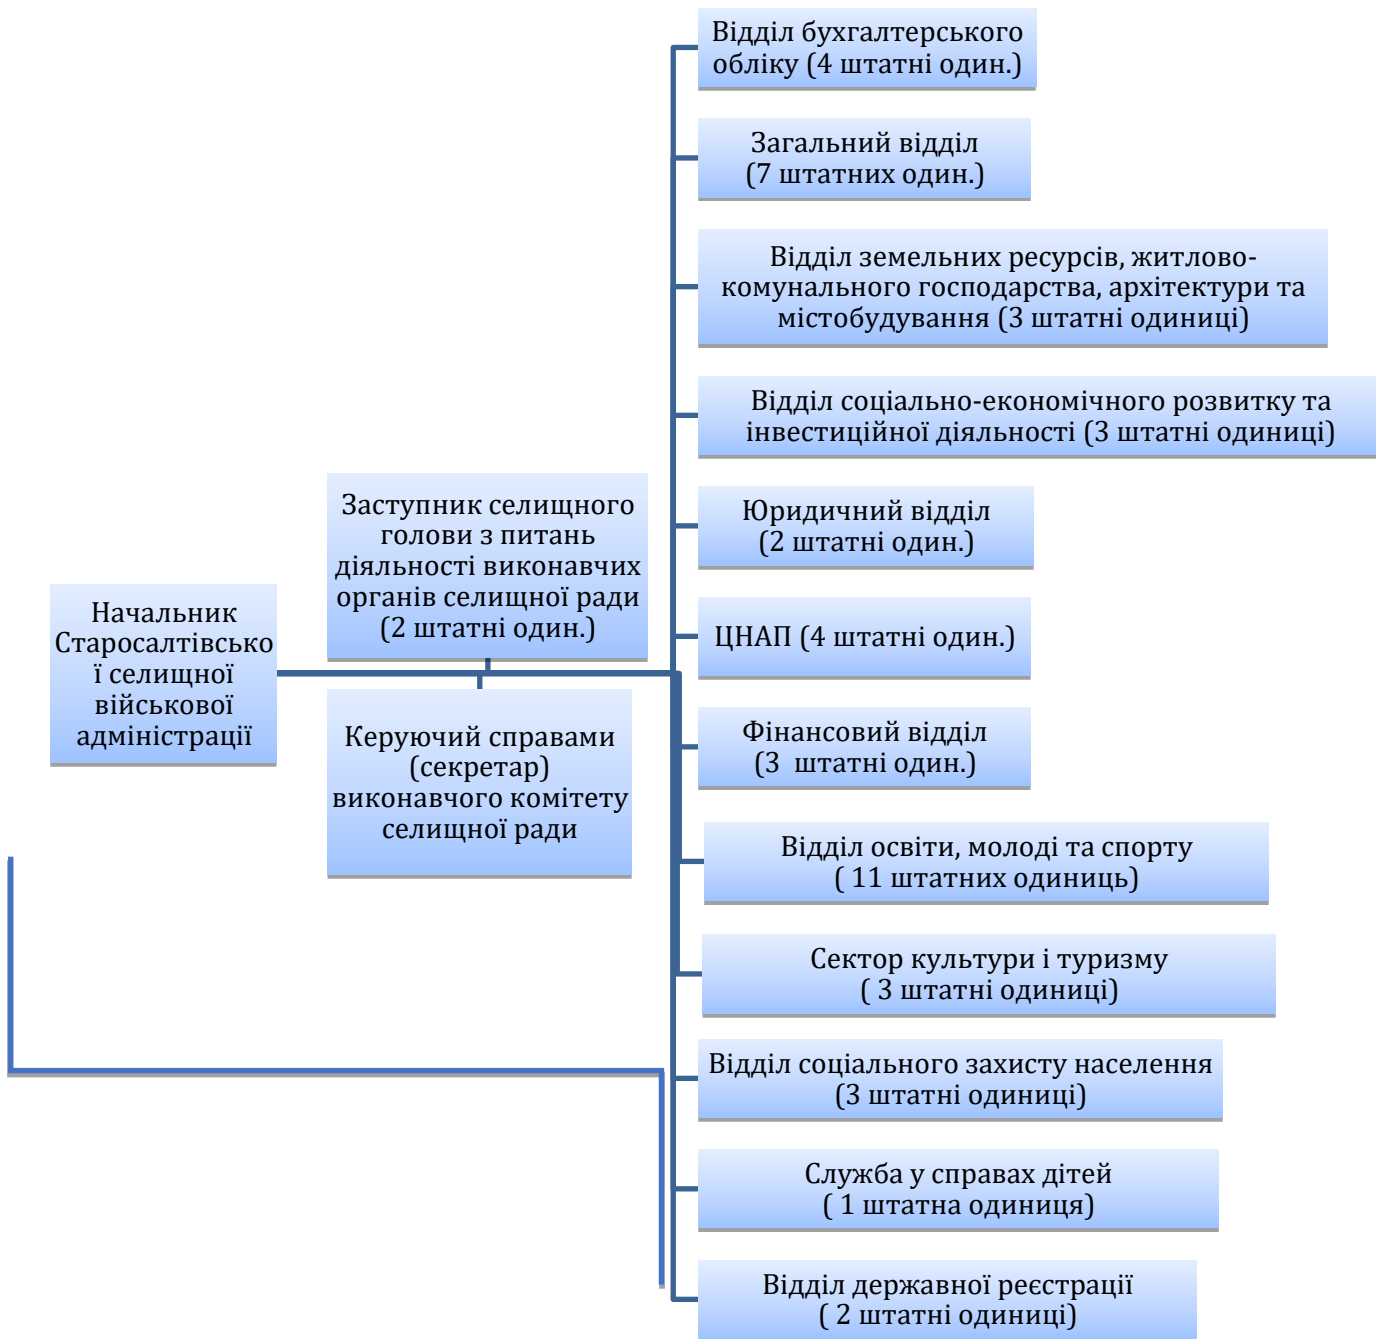 Відділ бухгалтерського
обліку (4 штатні один.)
Загальний відділ
(7 штатних один.)
Відділ земельних ресурсів, житлово-
комунального господарства, архітектури та
містобудування (3 штатні одиниці)
Відділ соціально-економічного розвитку та
інвестиційної діяльності (3 штатні одиниці)
Заступник селищного
голови з питань
діяльності виконавчих
органів селищної ради
(2 штатні один.)
Юридичний відділ
(2 штатні один.)
Начальник
Старосалтівсько
ї селищної
військової
адміністрації
ЦНАП (4 штатні один.)
Керуючий справами
(секретар)
виконавчого комітету
селищної ради
Фінансовий відділ
(3  штатні один.)
Відділ освіти, молоді та спорту
( 11 штатних одиниць)
Сектор культури і туризму
( 3 штатні одиниці)
Відділ соціального захисту населення
(3 штатні одиниці)
Служба у справах дітей
( 1 штатна одиниця)
Відділ державної реєстрації
( 2 штатні одиниці)